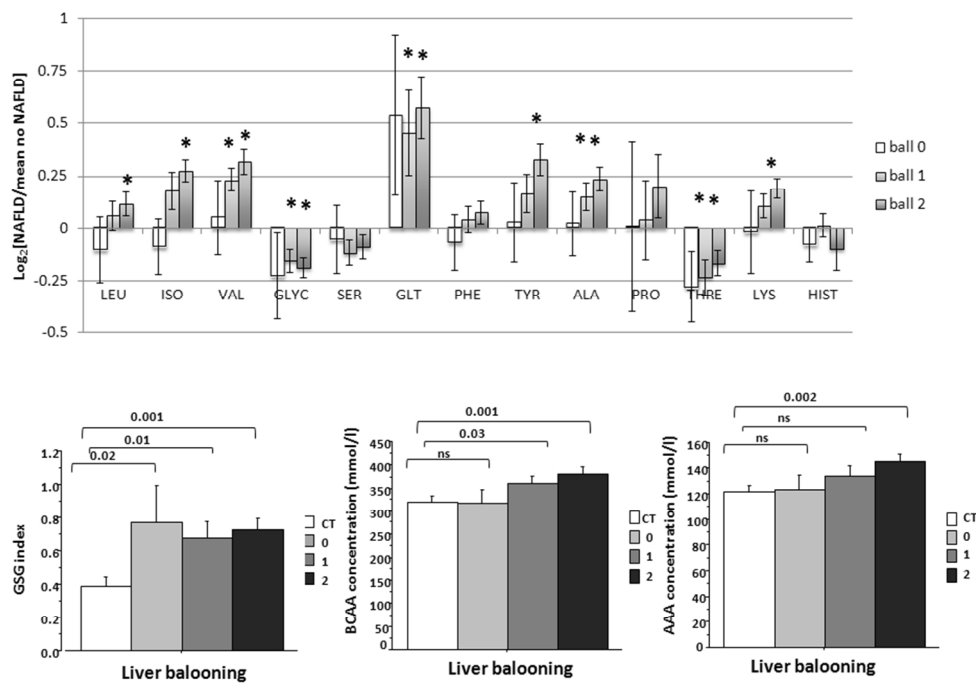 Log2[NAFLD/mean no NAFLD]
1
0.75
0.5
0.25
0
-0.25
-0.5
* * * * * * * * * * * * * *
LEU ISO VAL GLYC SER GLT PHE TYR ALA PRO THRE LYS HIST
ball 0
ball 1
ball 2
GSG index
1.2
1.0
0.8
0.6
0.4
0.2
0.0
0.001
0.01
0.02
CT
0
1
2
Liver balooning
BCAA concentration (mmol/l)
450
400
350
300
250
200
150
100
50
0
0.001
0.03
ns
CT
0
1
2
Liver balooning
AAA concentration (mmol/l)
160
140
120
100
80
60
40
20
0
0.002
ns
ns
CT
0
1
2
Liver balooning